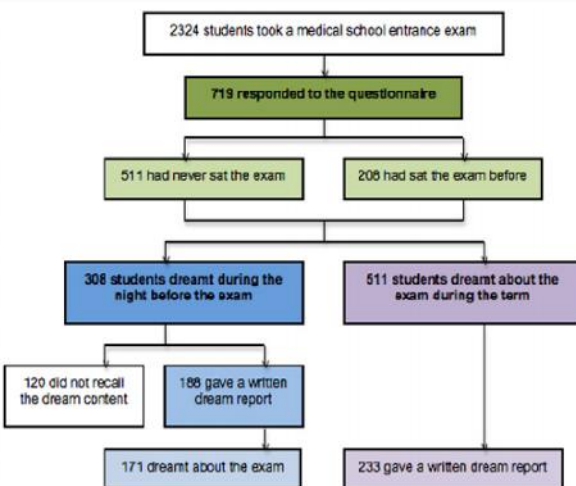 2324 students took a medical school entrance exam
719 responded to the questionnaire
511 had never sat the exam
208 had sat the exam before
308 students dreamt during the
night before the exam
511 students dreamt about the
exam during the term
120 did not recall
the dream content
188 gave a written
dream report
171 dreamt about the exam
233 gave a written dream report